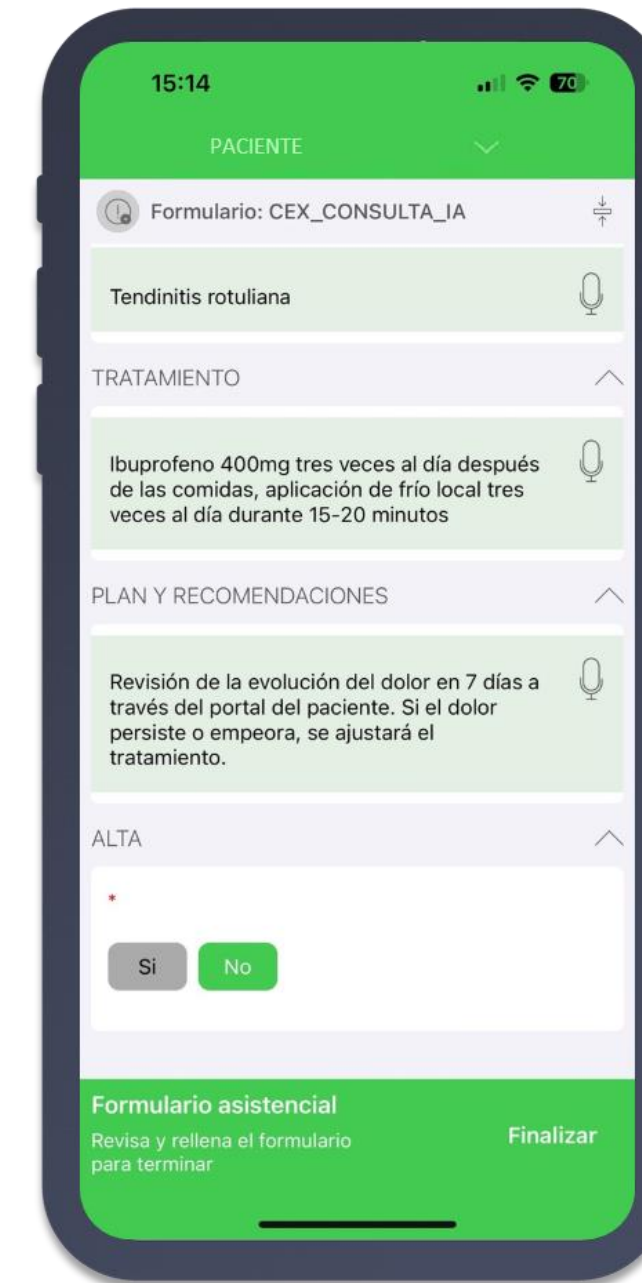 15:14
70
PACIENTE
Formulario: CEX_CONSULTA_IA
Tendinitis rotuliana
TRATAMIENTO
Ibuprofeno 400mg tres veces al día después
de las comidas, aplicación de frío local tres
veces al día durante 15-20 minutos
PLAN Y RECOMENDACIONES
Revisión de la evolución del dolor en 7 días a
través del portal del paciente. Si el dolor
persiste o empeora, se ajustará el
tratamiento.
ALTA
*
Si No
Formulario asistencial
Revisa y rellena el formulario
para terminar
Finalizar